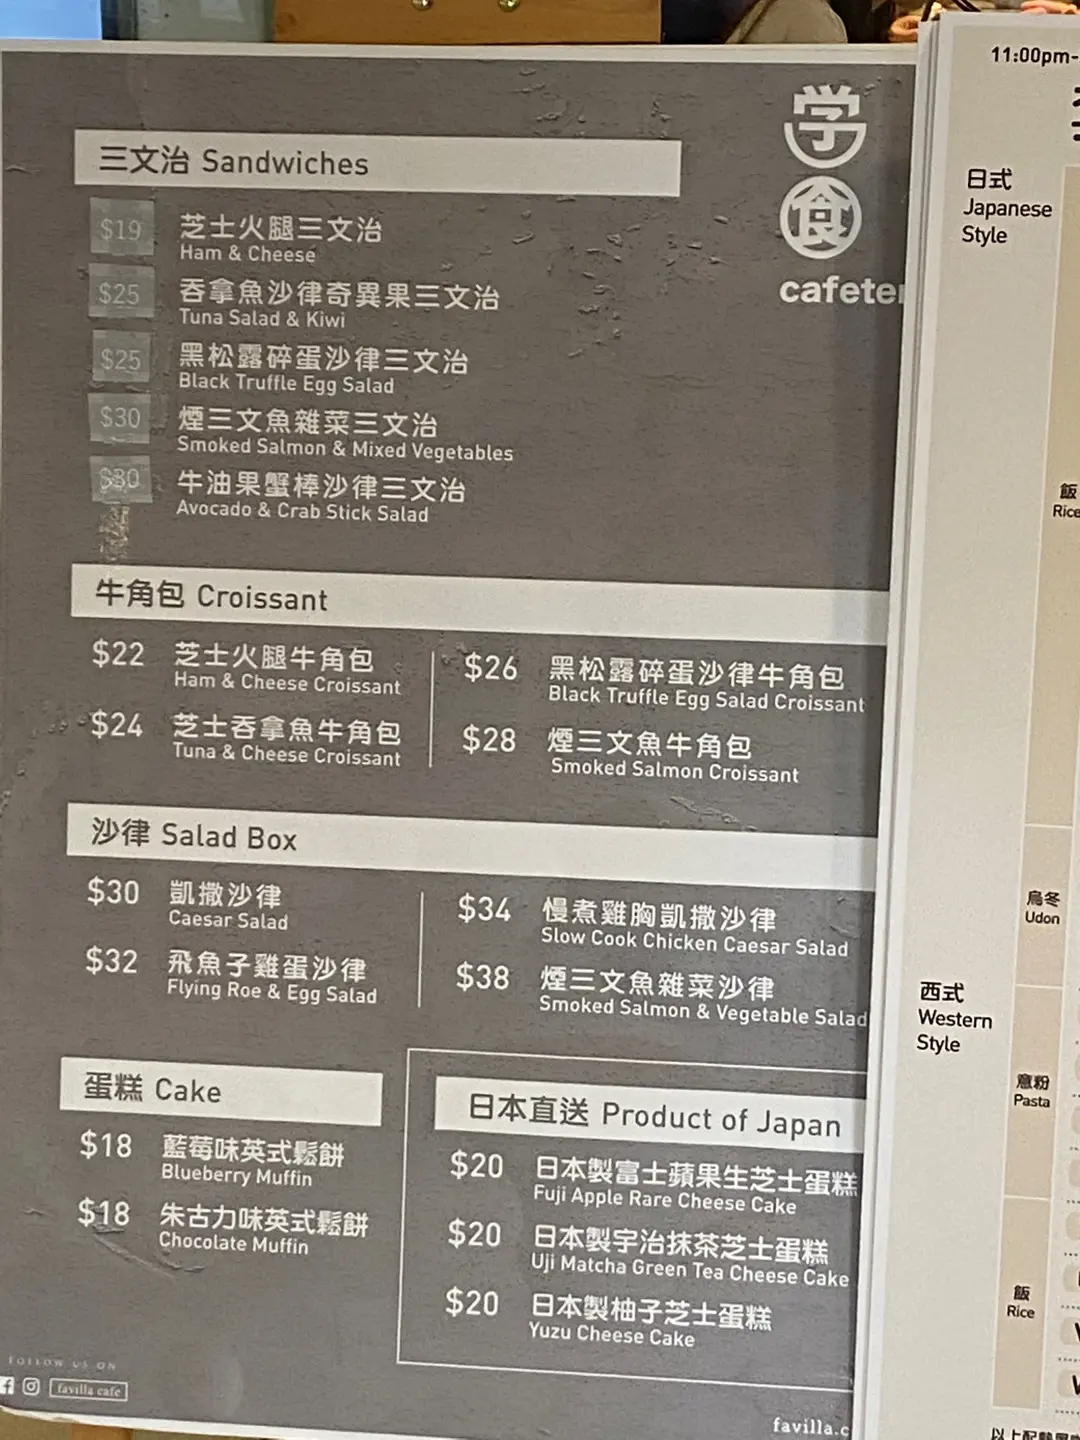 学
食
三文治 Sandwiches
$19 芝士火腿三文治
Ham & Cheese
$25 吞拿魚沙律奇異果三文治
Tuna Salad & Kiwi
$25 黑松露碎蛋沙律三文治
Black Truffle Egg Salad
$30 煙三文魚雜菜三文治
Smoked Salmon & Mixed Vegetables
$30 牛油果蟹棒沙律三文治
Avocado & Crab Stick Salad
牛角包 Croissant
$22 芝士火腿牛角包
Ham & Cheese Croissant
$24 芝士吞拿魚牛角包
Tuna & Cheese Croissant
$26 黑松露碎蛋沙律牛角包
Black Truffle Egg Salad Croissant
$28 煙三文魚牛角包
Smoked Salmon Croissant
沙律 Salad Box
$30 凱撒沙律
Caesar Salad
$32 飛魚子雞蛋沙律
Flying Roe & Egg Salad
$34 慢煮雞胸凱撒沙律
Slow Cook Chicken Caesar Salad
$38 煙三文魚雜菜沙律
Smoked Salmon & Vegetable Salad
蛋糕 Cake
$18 藍莓味英式鬆餅
Blueberry Muffin
$18 朱古力味英式鬆餅
Chocolate Muffin
日本直送 Product of Japan
$20 日本製富士蘋果生芝士蛋糕
Fuji Apple Rare Cheese Cake
$20 日本製宇治抹茶芝士蛋糕
Uji Matcha Green Tea Cheese Cake
$20 日本製柚子芝士蛋糕
Yuzu Cheese Cake
FOLLOW US ON
favilla cafe
favilla.c
11:00pm-
日式
Japanese
Style
飯
Rice
烏冬
Udon
西式
Western
Style
意粉
Pasta
飯
Rice